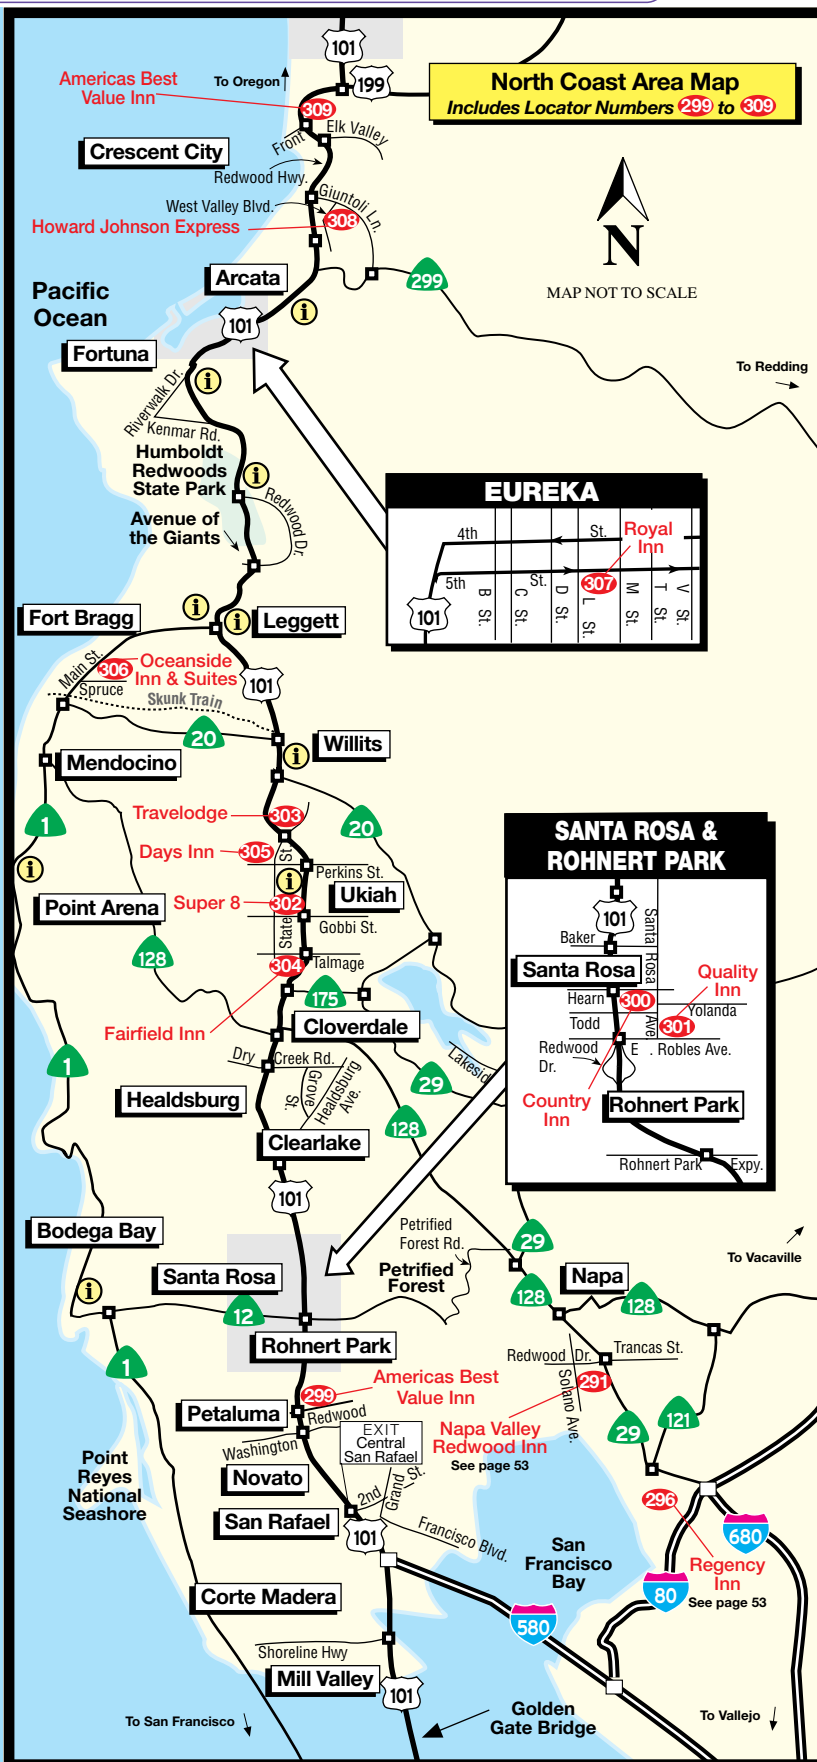 101
199
North Coast Area Map
Includes Locator Numbers 299 to 309
Americas Best
Value Inn
To Oregon
309
Front
Elk Valley
Crescent City
Redwood Hwy.
West Valley Blvd.
Giuntoli Ln.
308
Howard Johnson Express
N
MAP NOT TO SCALE
Arcata
299
Pacific
Ocean
i
101
Fortuna
i
To Redding
Riverwalk Dr.
Kenmar Rd.
Humboldt
Redwoods
State Park
i
Redwood Dr.
Avenue of
the Giants
EUREKA
4th
St.
Royal
Inn
5th
St.
307
101
B St.
C St.
D St.
L St.
M St.
T St.
V St.
i
i
Fort Bragg
Leggett
Main St.
306
Oceanside
Inn & Suites
Spruce
101
Skunk Train
20
Willits
i
Mendocino
1
Travelodge
303
20
Days Inn
305
St.
Perkins St.
i
i
Ukiah
Point Arena
Super 8
302
State
Gobbi St.
128
304
Talmage
175
Fairfield Inn
Cloverdale
1
Dry
Creek Rd.
Grove St.
Healdsburg Ave.
Lakeside
29
Healdsburg
128
Clearlake
101
SANTA ROSA &
ROHNERT PARK
101
Santa Rosa
Ave
Baker
Santa Rosa
Quality
Inn
Hearn
300
Yolanda
Todd
301
Redwood
Dr.
E . Robles Ave.
Country
Inn
Rohnert Park
Rohnert Park
Expy.
Bodega Bay
Petrified
Forest Rd.
29
To Vacaville
Petrified
Forest
Santa Rosa
i
12
128
Napa
128
Rohnert Park
1
Redwood Dr.
Trancas St.
Solano Ave.
299
Americas Best
Value Inn
291
Petaluma
Redwood
Washington
EXIT
Central
San Rafael
Napa Valley
Redwood Inn
See page 53
29
121
Point
Reyes
National
Seashore
Novato
2nd
Grand
St.
296
San Rafael
101
Francisco Blvd.
San
Francisco
Bay
680
Regency
Inn
See page 53
80
Corte Madera
580
Shoreline Hwy
Mill Valley
101
Golden
Gate Bridge
To San Francisco
To Vallejo